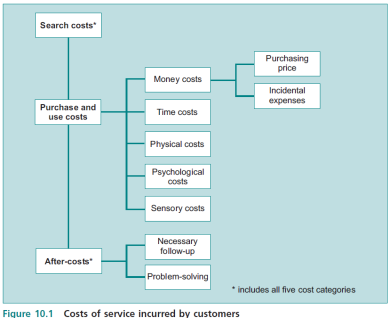 Search costs*
Purchase and
use costs
Money costs
Purchasing
price
Incidental
expenses
Time costs
Physical costs
Psychological
costs
Sensory costs
After-costs*
Necessary
follow-up
Problem-solving
* includes all five cost categories
Figure 10.1 Costs of service incurred by customers